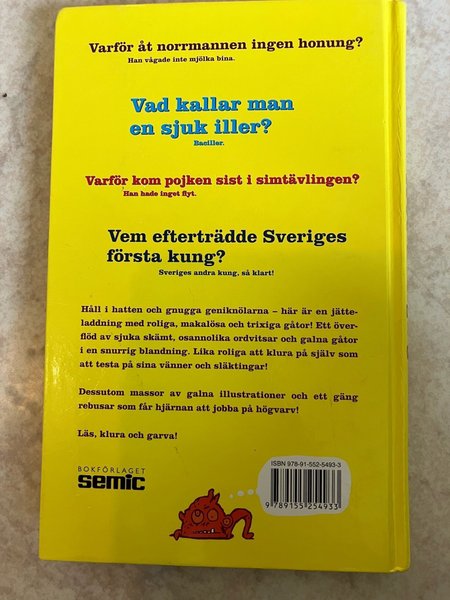 Varför åt norrmannen ingen honung?
Han vågade inte mjölka bina.
Vad kallar man
en sjuk iller?
Baciller.
Varför kom pojken sist i simtävlingen?
Han hade inget flyt.
Vem efterträdde Sveriges
första kung?
Sveriges andra kung, så klart!
Håll i hatten och gnugga geniknölarna – här är en jätte-
laddning med roliga, makalösa och trixiga gåtor! Ett över-
flöd av sjuka skämt, osannolika ordvitsar och galna gåtor
i en snurrig blandning. Lika roliga att klura på själv som
att testa på sina vänner och släktingar!
Dessutom massor av galna illustrationer och ett gäng
rebusar som får hjärnan att jobba på högvarv!
Läs, klura och garva!
BOKFÖRLAGET
semic
ISBN 978-91-552-5493-3
9 789155 254933